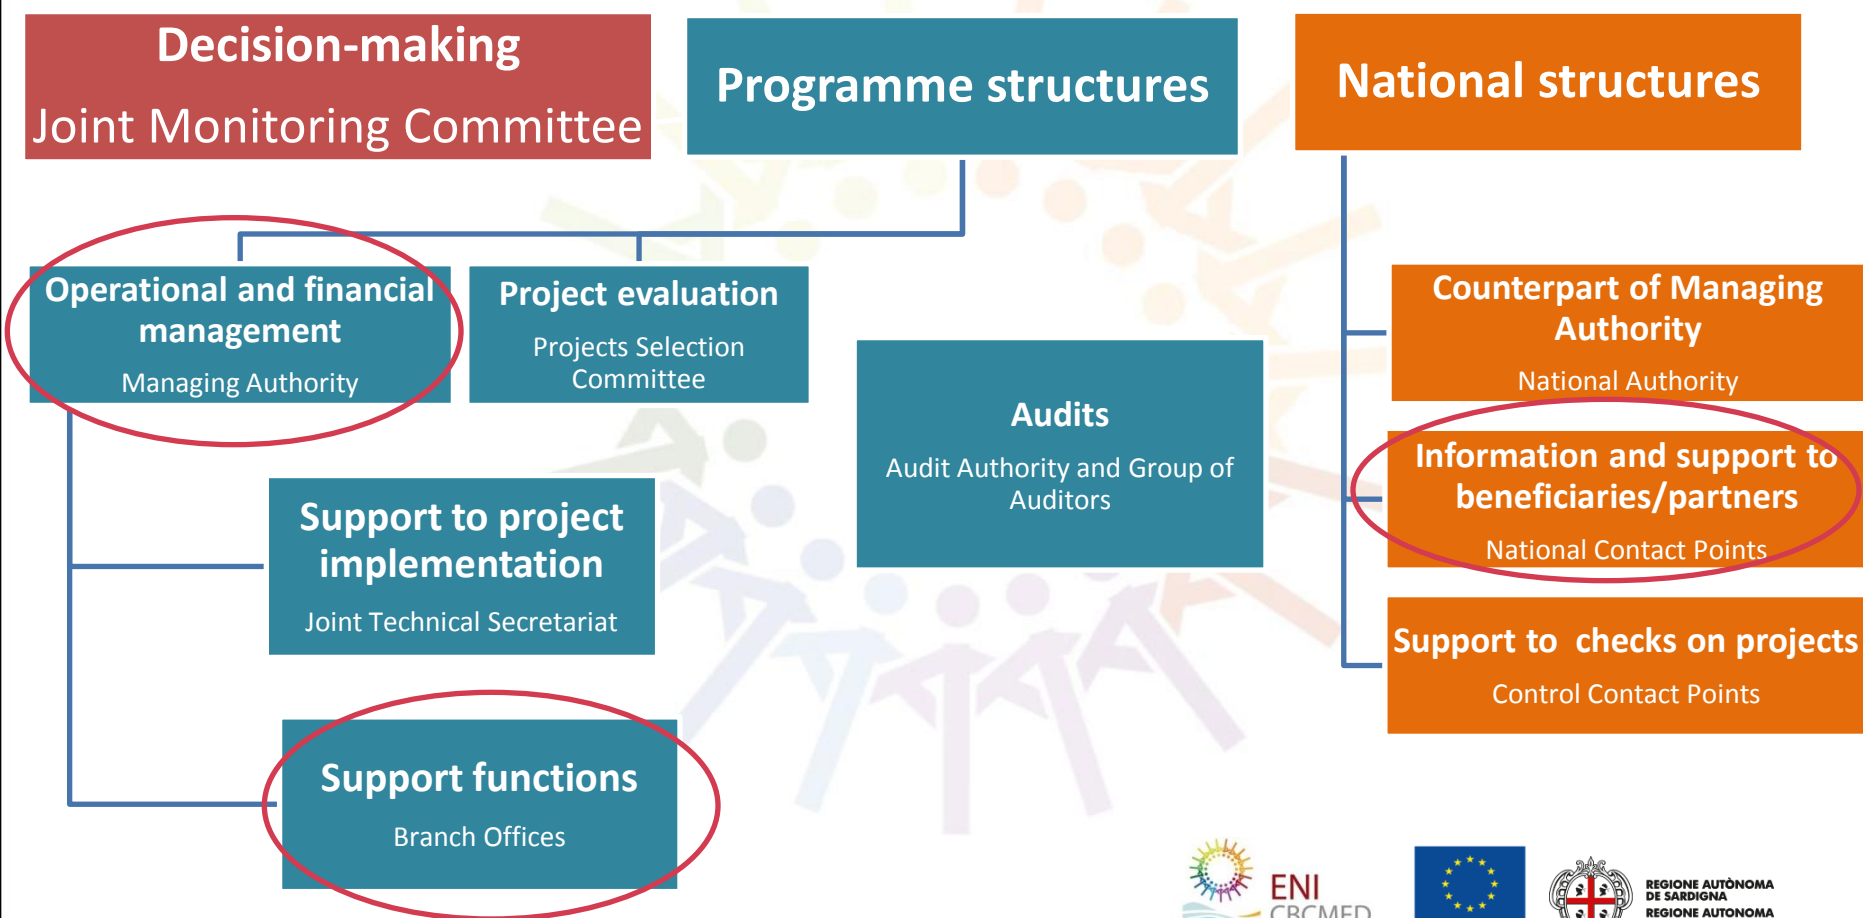 Decision-making
Joint Monitoring Committee
Programme structures
National structures
Operational and financial
management
Managing Authority
Project evaluation
Projects Selection
Committee
Audits
Audit Authority and Group of
Auditors
Counterpart of Managing
Authority
National Authority
Information and support to
beneficiaries/partners
National Contact Points
Support to project
implementation
Joint Technical Secretariat
Support to  checks on projects
Control Contact Points
Support functions
Branch Offices
ENI
CBCMED
REGIONE AUTÒNOMA
DE SARDIGNA
REGIONE AUTONOMA